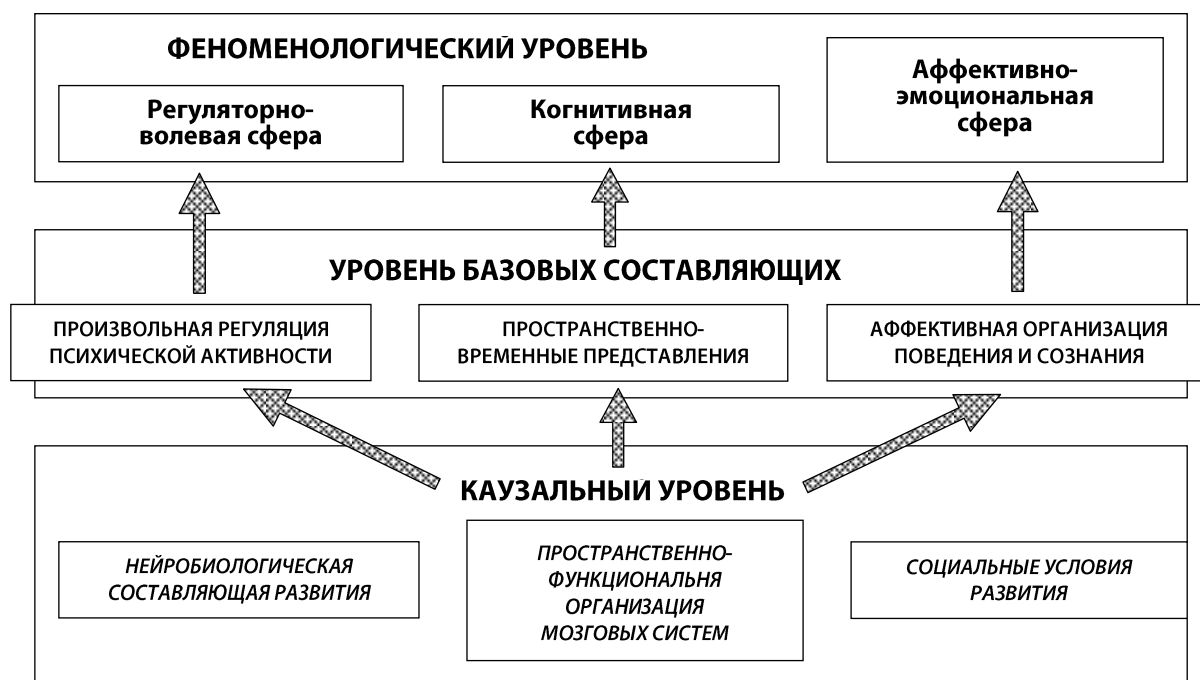 ФЕНОМЕНОЛОГИЧЕСКИЙ УРОВЕНЬ
Регуляторно-
волевая сфера
Когнитивная
сфера
Аффективно-
эмоциональная
сфера
УРОВЕНЬ БАЗОВЫХ СОСТАВЛЯЮЩИХ
ПРОИЗВОЛЬНАЯ РЕГУЛЯЦИЯ
ПСИХИЧЕСКОЙ АКТИВНОСТИ
ПРОСТРАНСТВЕННО-
ВРЕМЕННЫЕ ПРЕДСТАВЛЕНИЯ
АФФЕКТИВНАЯ ОРГАНИЗАЦИЯ
ПОВЕДЕНИЯ И СОЗНАНИЯ
КАУЗАЛЬНЫЙ УРОВЕНЬ
НЕЙРОБИОЛОГИЧЕСКАЯ
СОСТАВЛЯЮЩАЯ РАЗВИТИЯ
ПРОСТРАНСТВЕННО-
ФУНКЦИОНАЛЬНЯ
ОРГАНИЗАЦИЯ
МОЗГОВЫХ СИСТЕМ
СОЦИАЛЬНЫЕ УСЛОВИЯ
РАЗВИТИЯ